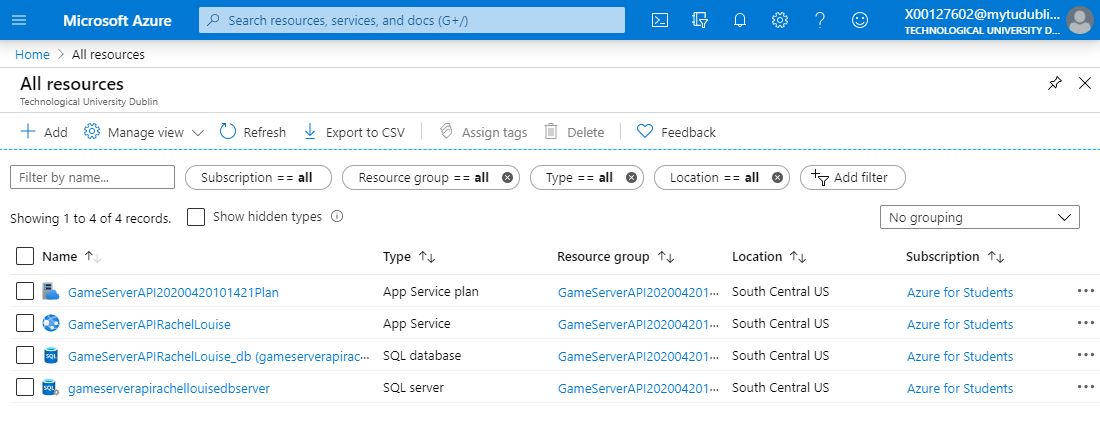 Microsoft Azure
Search resources, services, and docs (G+/)
X00127602@mytudubli...
TECHNOLOGICAL UNIVERSITY D...
Home > All resources
All resources
Technological University Dublin
Add Manage view Refresh Export to CSV Assign tags Delete Feedback
Filter by name... Subscription == all Resource group == all Type == all Location == all Add filter
Showing 1 to 4 of 4 records. Show hidden types No grouping
Name Type Resource group Location Subscription
GameServerAPI20200420101421Plan App Service plan GameServerAPI202004201... South Central US Azure for Students
GameServerAPIRachelLouise App Service GameServerAPI202004201... South Central US Azure for Students
GameServerAPIRachelLouise_db (gameserverapirac... SQL database GameServerAPI202004201... South Central US Azure for Students
gameserverapirachellouisedbserver SQL server GameServerAPI202004201... South Central US Azure for Students